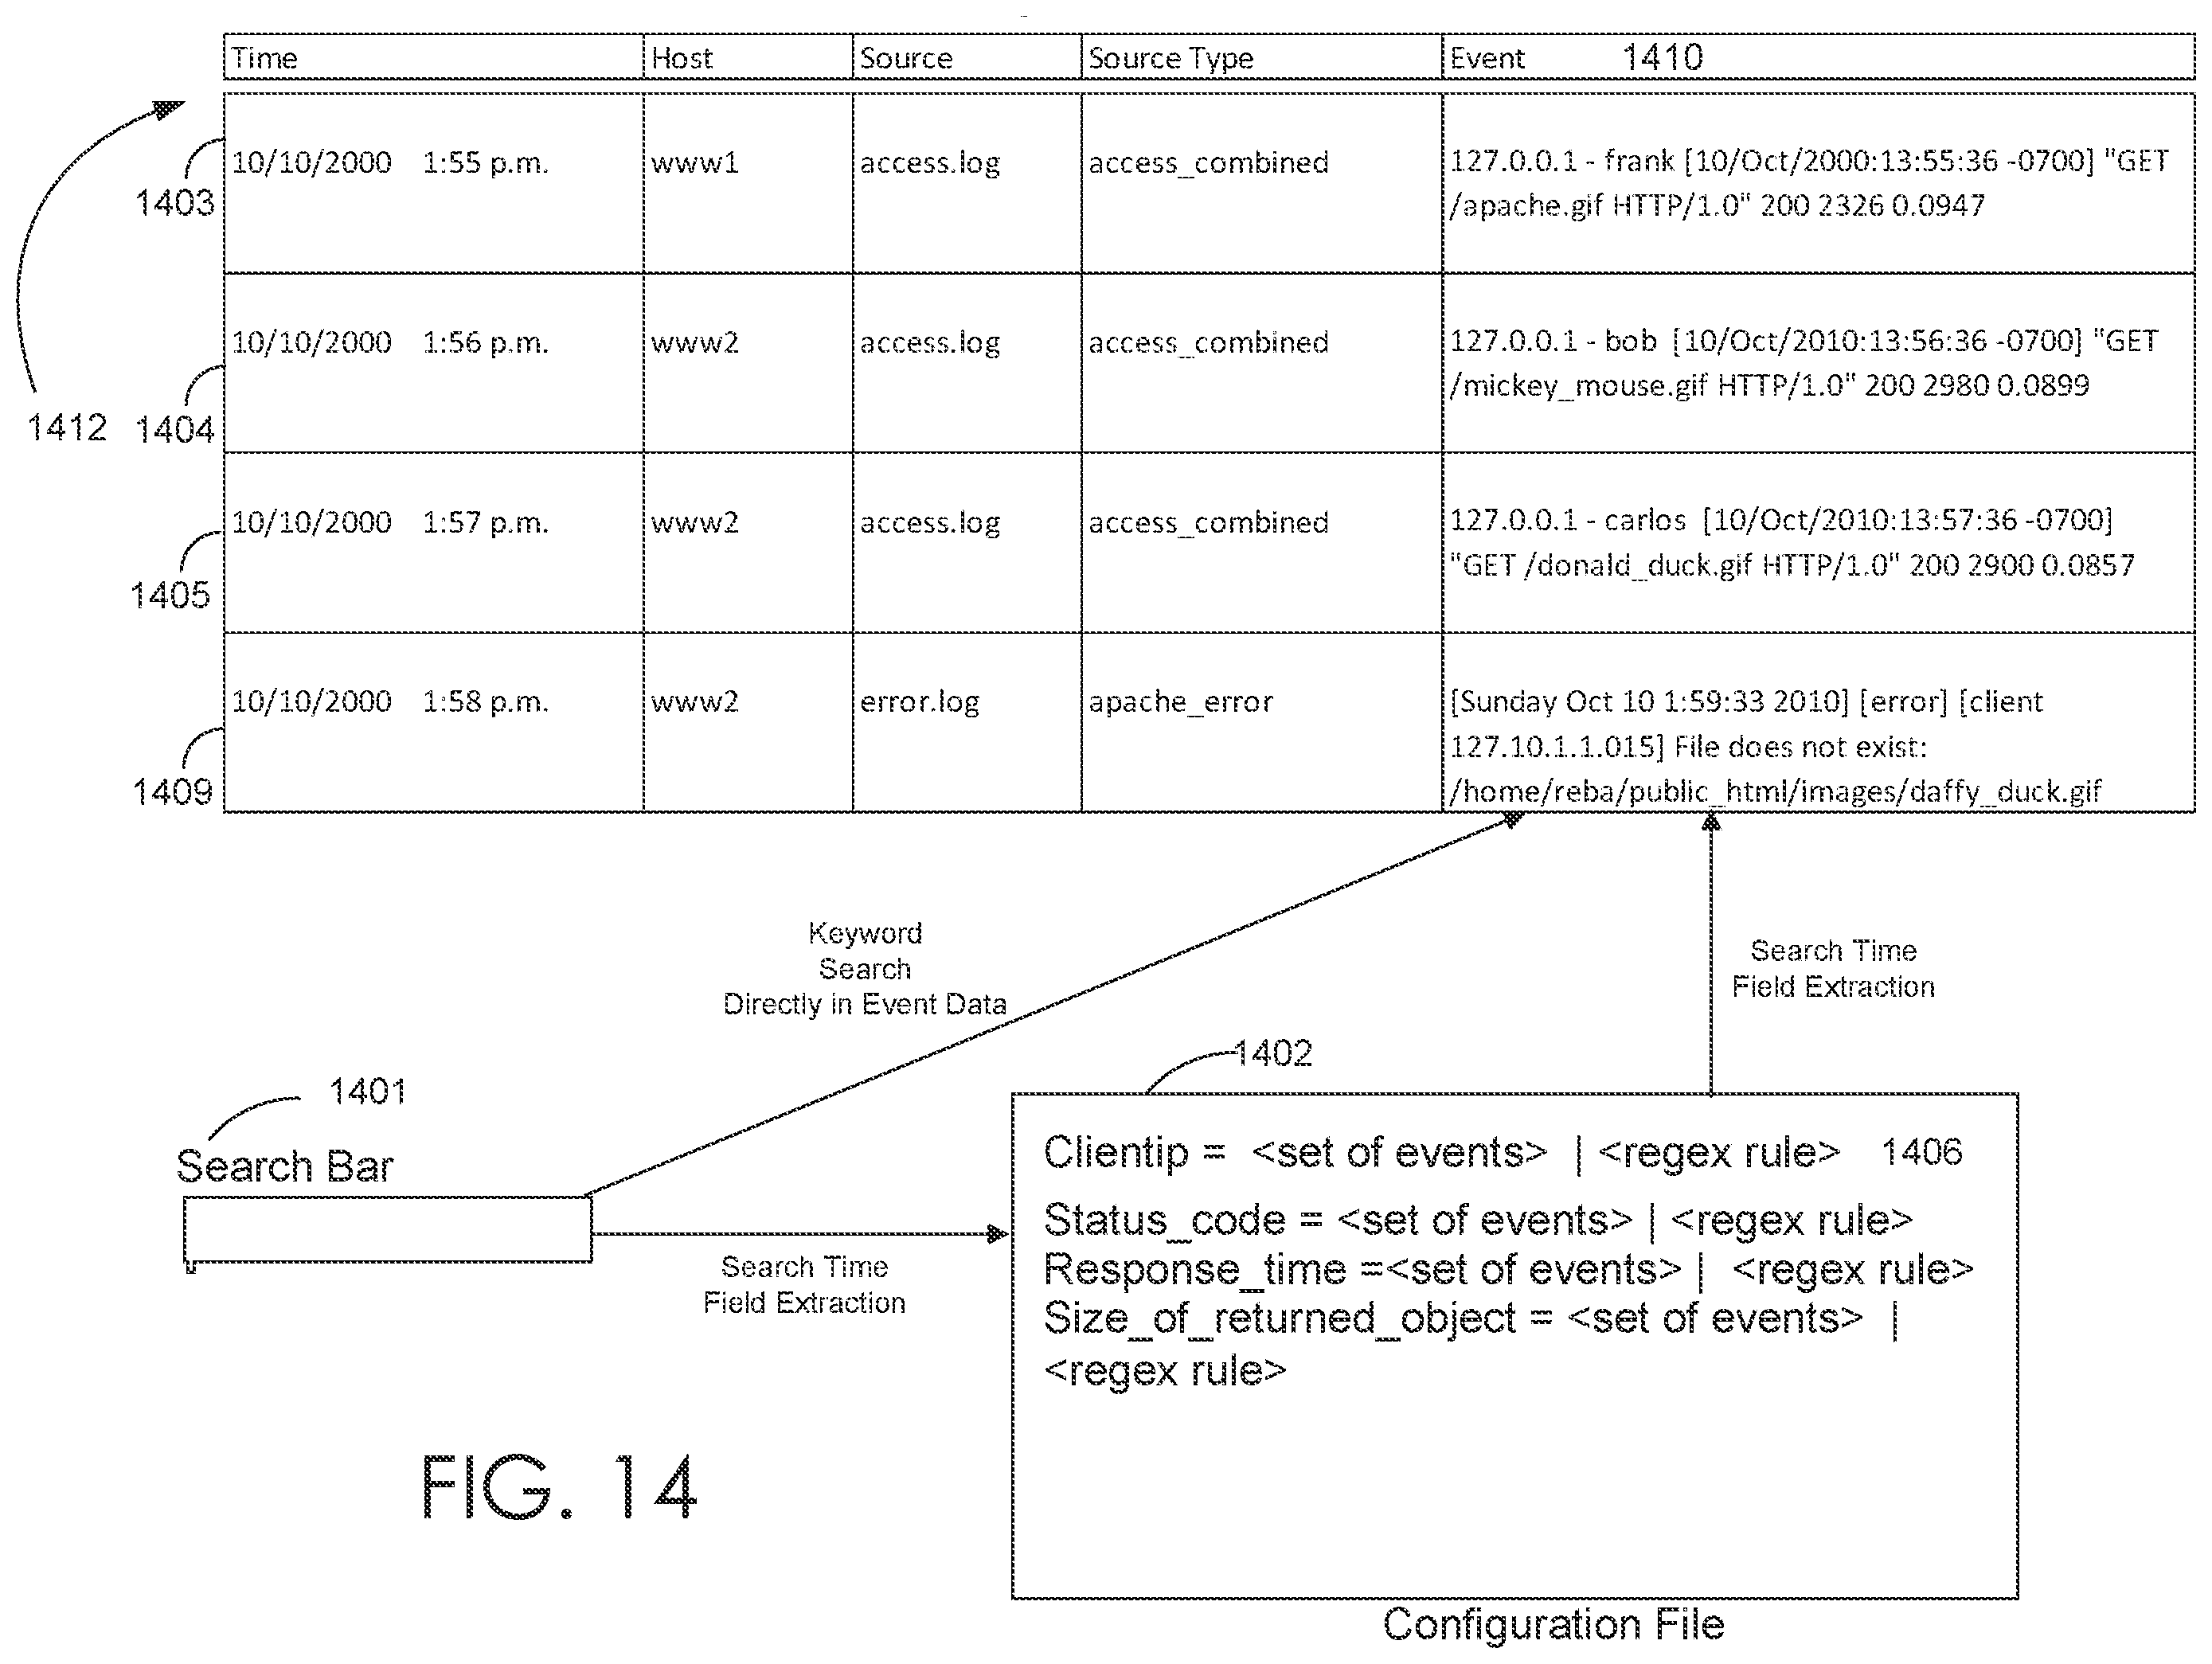 Time Host Source Source Type Event 1410
10/10/2000 1:55 p.m. www1 access.log access_combined 127.0.0.1 - frank [10/Oct/2000:13:55:36 -0700] "GET
/apache.gif HTTP/1.0" 200 2326 0.0947
1403
10/10/2000 1:56 p.m. www2 access.log access_combined 127.0.0.1 - bob [10/Oct/2010:13:56:36 -0700] "GET
/mickey_mouse.gif HTTP/1.0" 200 2980 0.0899
1412 1404
10/10/2000 1:57 p.m. www2 access.log access_combined 127.0.0.1 - carlos [10/Oct/2010:13:57:36 -0700]
"GET /donald_duck.gif HTTP/1.0" 200 2900 0.0857
1405
10/10/2000 1:58 p.m. www2 error.log apache_error [Sunday Oct 10 1:59:33 2010] [error] [client
127.10.1.1.015] File does not exist:
/home/reba/public_html/images/daffy_duck.gif
1409
Keyword
Search
Directly in Event Data
Search Time
Field Extraction
1402
1401
Search Bar
Search Time
Field Extraction
Clientip = <set of events> | <regex rule> 1406
Status_code = <set of events> | <regex rule>
Response_time =<set of events> | <regex rule>
Size_of_returned_object = <set of events> |
<regex rule>
Configuration File
FIG. 14